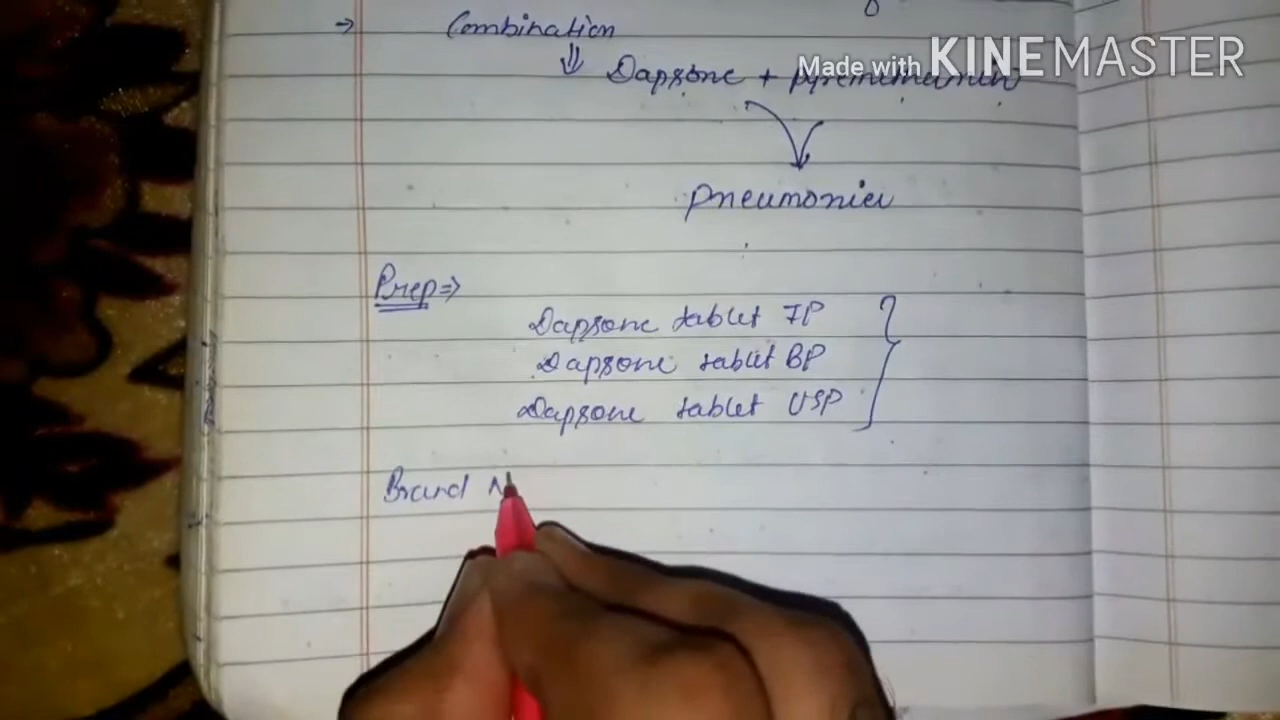 → Combination
⇓ Dapsone +
Made with KINEMASTER
Pneumonia
Prep ⇒
Dapsone tablet IP
Dapsone tablet BP
Dapsone tablet USP
Brand N